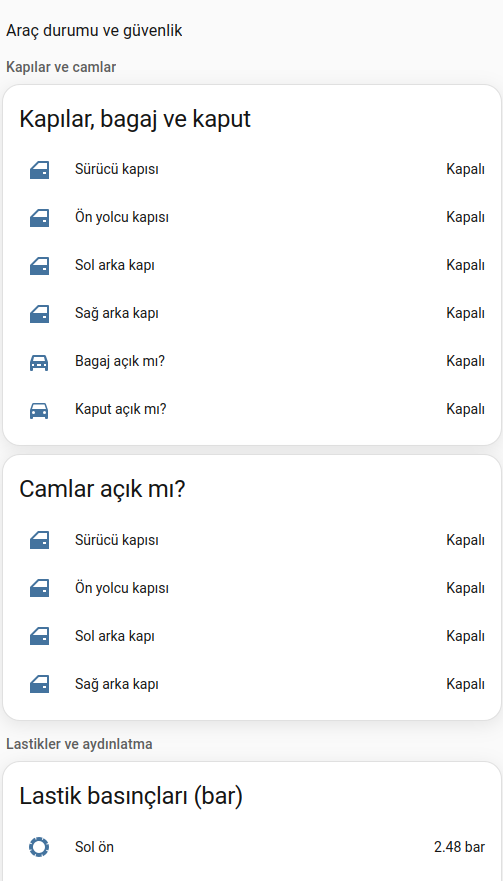 Araç durumu ve güvenlik
Kapılar ve camlar
Kapılar, bagaj ve kaput
Sürücü kapısı Kapalı
Ön yolcu kapısı Kapalı
Sol arka kapı Kapalı
Sağ arka kapı Kapalı
Bagaj açık mı? Kapalı
Kaput açık mı? Kapalı
Camlar açık mı?
Sürücü kapısı Kapalı
Ön yolcu kapısı Kapalı
Sol arka kapı Kapalı
Sağ arka kapı Kapalı
Lastikler ve aydınlatma
Lastik basınçları (bar)
Sol ön 2.48 bar